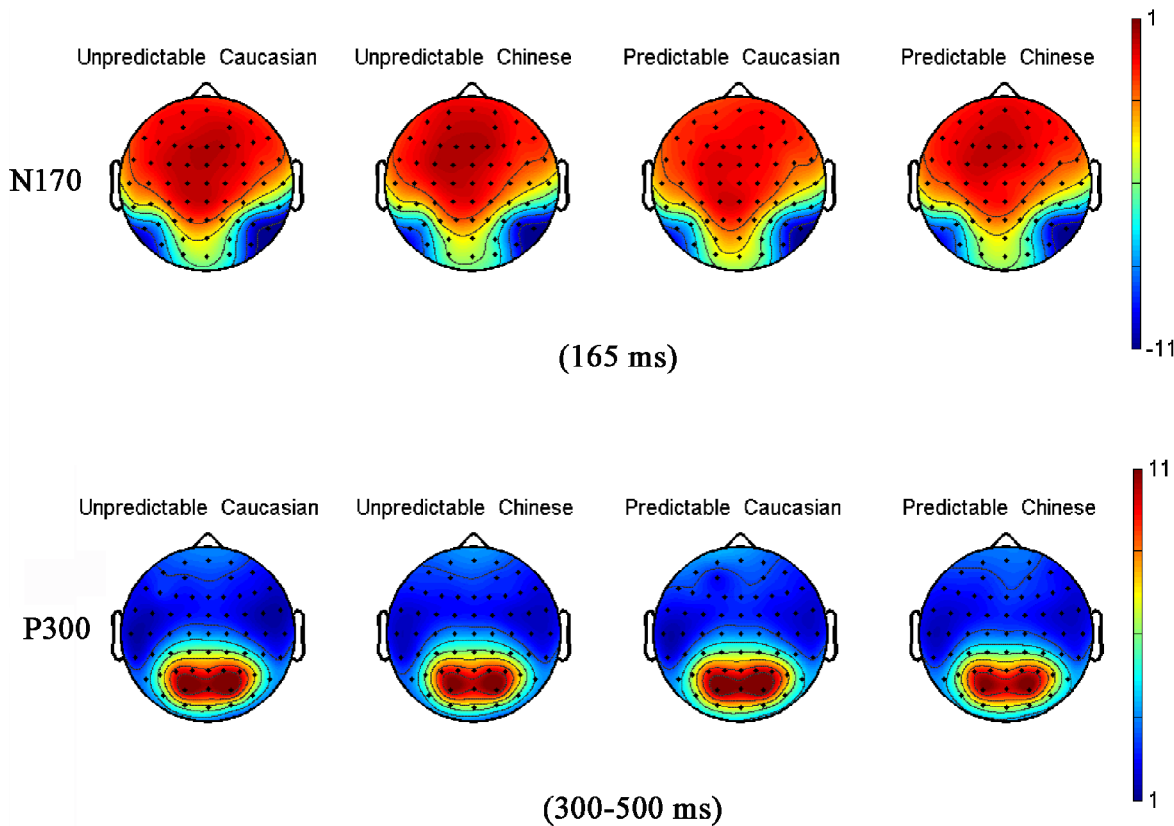 1
Unpredictable Caucasian
Unpredictable Chinese
Predictable Caucasian
Predictable Chinese
N170
-11
(165 ms)
11
Unpredictable Caucasian
Unpredictable Chinese
Predictable Caucasian
Predictable Chinese
P300
1
(300-500 ms)